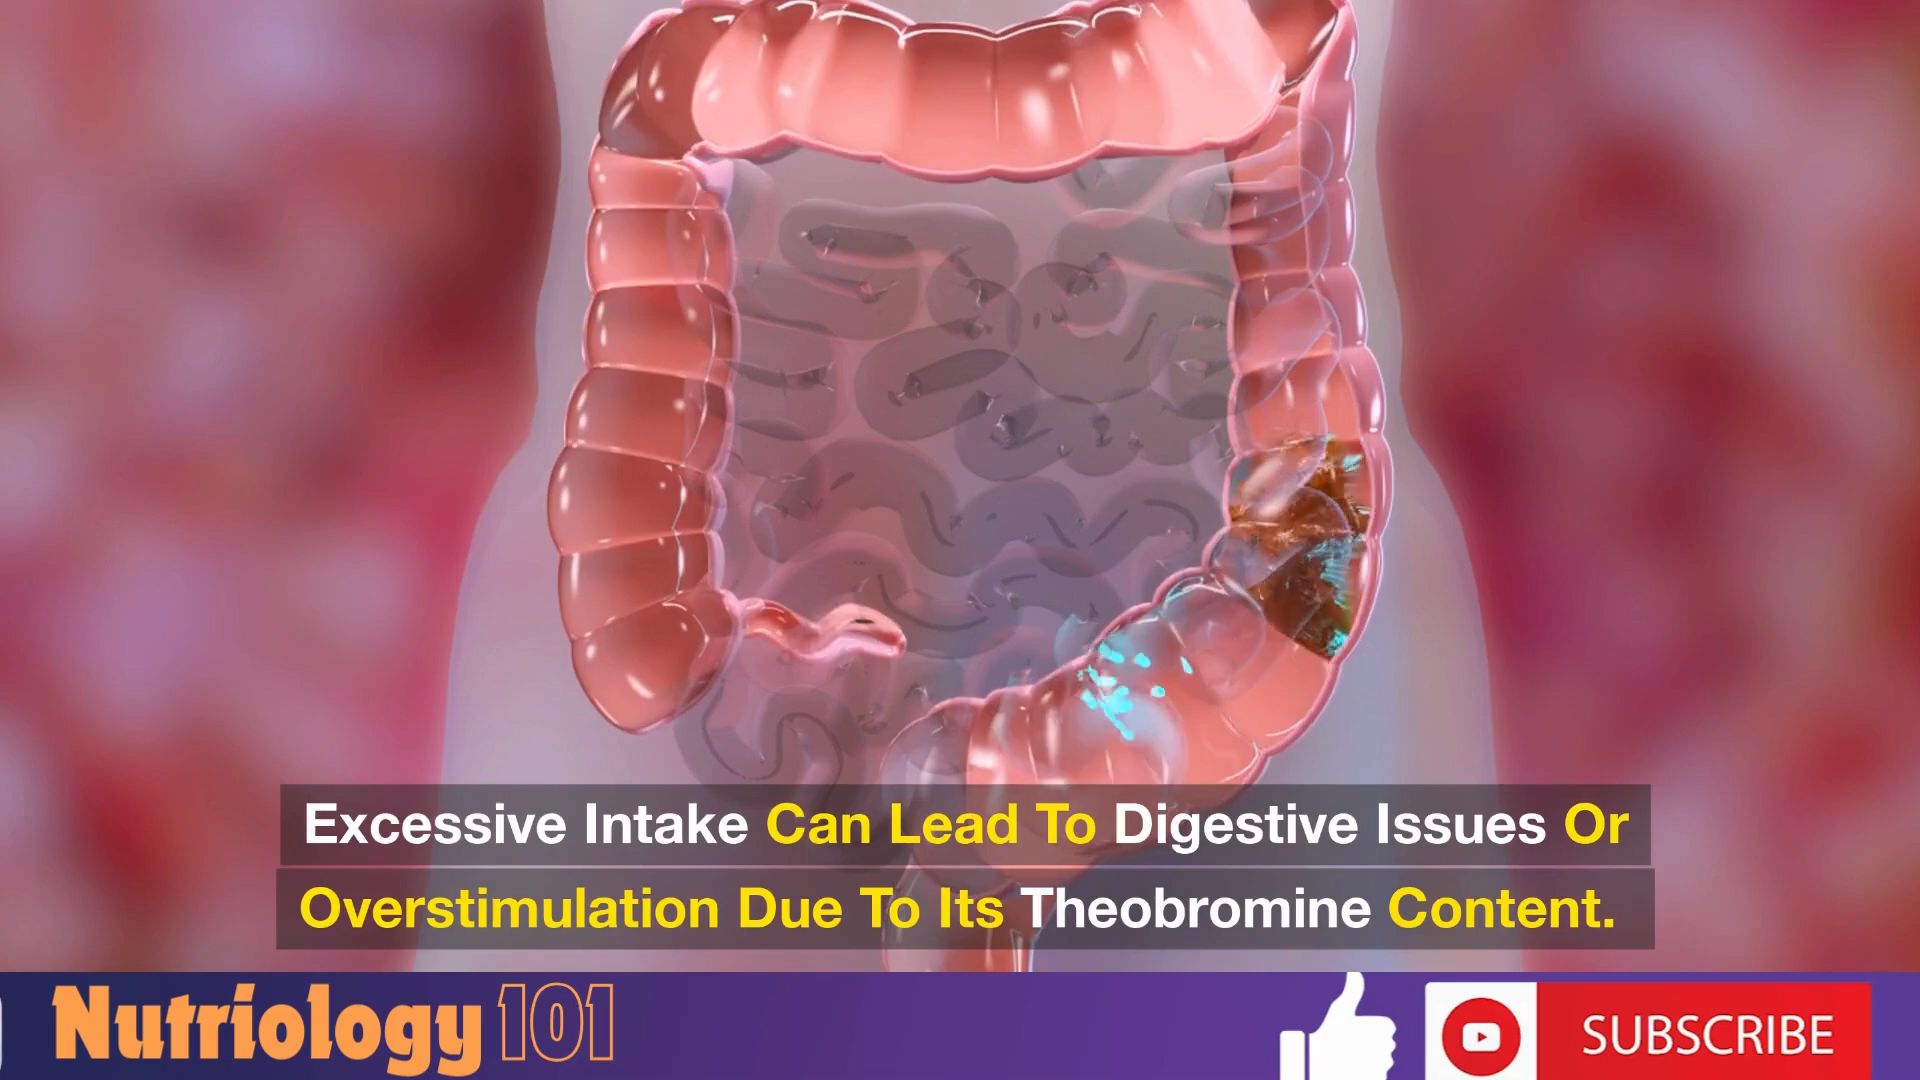 Excessive Intake Can Lead To Digestive Issues Or
Overstimulation Due To Its Theobromine Content.
Nutriology 101
SUBSCRIBE